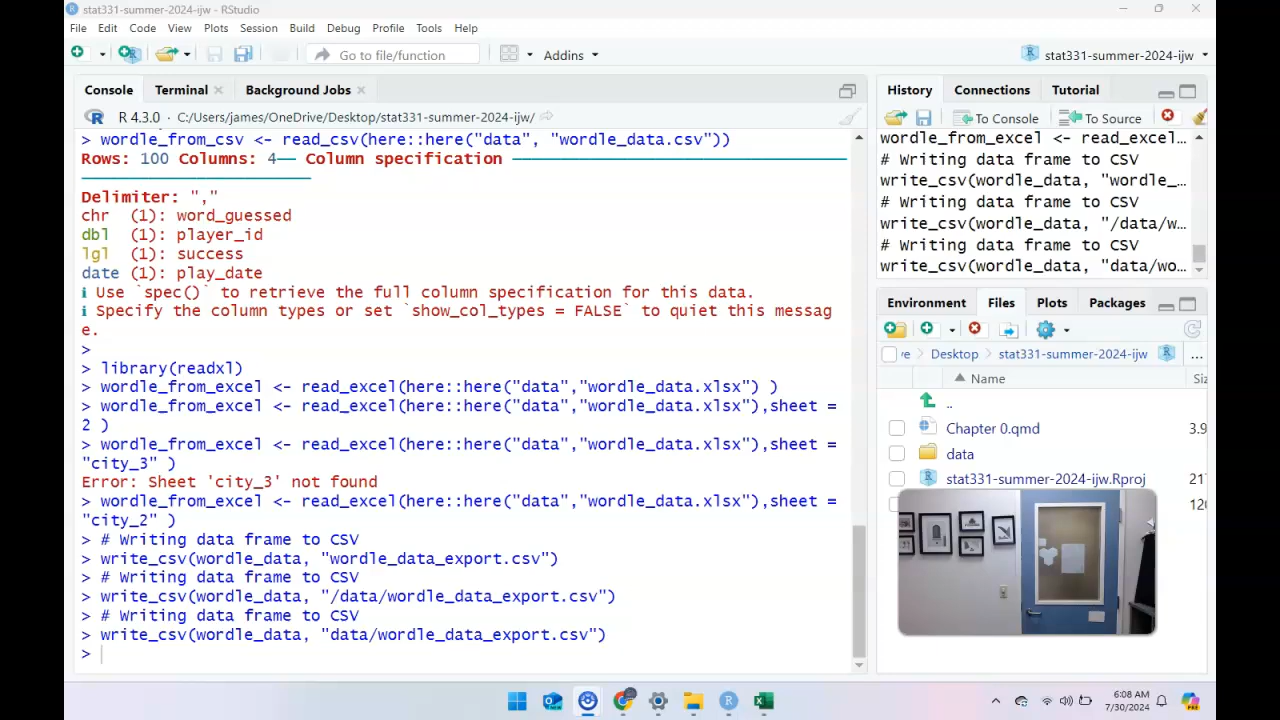 stat331-summer-2024-ijw - RStudio
File Edit Code View Plots Session Build Debug Profile Tools Help
Go to file/function Addins stat331-summer-2024-ijw
Console Terminal Background Jobs
R 4.3.0 · C:/Users/james/OneDrive/Desktop/stat331-summer-2024-ijw/
> wordle_from_csv <- read_csv(here::here("data", "wordle_data.csv"))
Rows: 100 Columns: 4── Column specification ────────────────────────────
Delimiter: ","
chr (1): word_guessed
dbl (1): player_id
lgl (1): success
date (1): play_date
ℹ Use `spec()` to retrieve the full column specification for this data.
ℹ Specify the column types or set `show_col_types = FALSE` to quiet this messag
e.
>
> library(readxl)
> wordle_from_excel <- read_excel(here::here("data","wordle_data.xlsx") )
> wordle_from_excel <- read_excel(here::here("data","wordle_data.xlsx"),sheet =
2 )
> wordle_from_excel <- read_excel(here::here("data","wordle_data.xlsx"),sheet =
"city_3" )
Error: Sheet 'city_3' not found
> wordle_from_excel <- read_excel(here::here("data","wordle_data.xlsx"),sheet =
"city_2" )
> # Writing data frame to CSV
> write_csv(wordle_data, "wordle_data_export.csv")
> # Writing data frame to CSV
> write_csv(wordle_data, "/data/wordle_data_export.csv")
> # Writing data frame to CSV
> write_csv(wordle_data, "data/wordle_data_export.csv")
>
History Connections Tutorial
To Console To Source
wordle_from_excel <- read_excel…
# Writing data frame to CSV
write_csv(wordle_data, "wordle_…
# Writing data frame to CSV
write_csv(wordle_data, "/data/w…
# Writing data frame to CSV
write_csv(wordle_data, "data/wo…
Environment Files Plots Packages
ve Desktop stat331-summer-2024-ijw ...
Name Siz
..
Chapter 0.qmd 3.9
data
stat331-summer-2024-ijw.Rproj 21
120
6:08 AM
7/30/2024